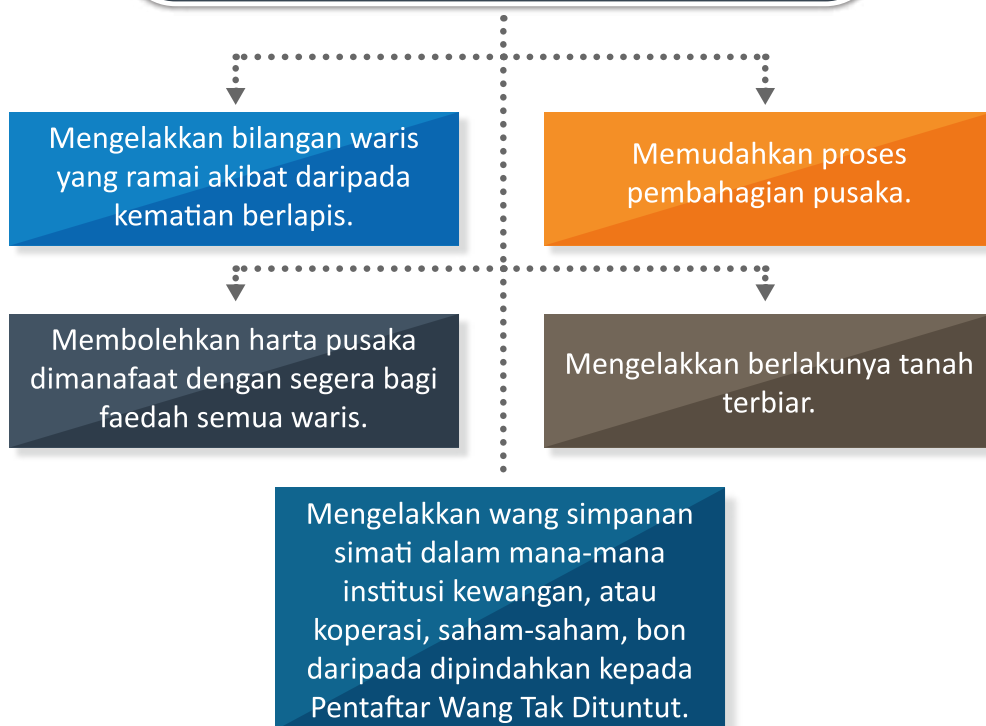 Mengelakkan bilangan waris
yang ramai akibat daripada
kematian berlapis.
Memudahkan proses
pembahagian pusaka.
Membolehkan harta pusaka
dimanafaat dengan segera bagi
faedah semua waris.
Mengelakkan berlakunya tanah
terbiar.
Mengelakkan wang simpanan
simati dalam mana-mana
institusi kewangan, atau
koperasi, saham-saham, bon
daripada dipindahkan kepada
Pentaftar Wang Tak Dituntut.